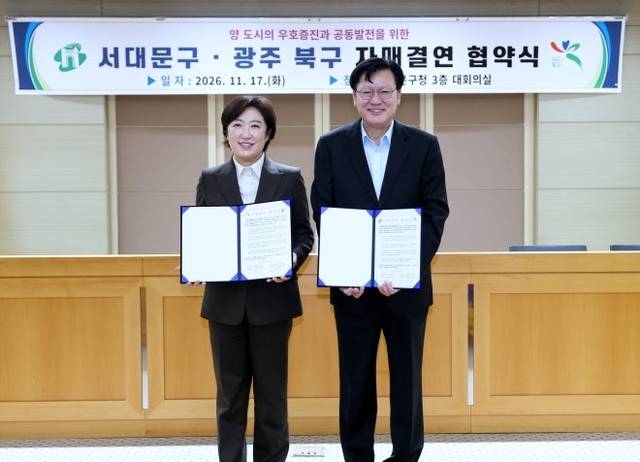 양 도시의 우호증진과 공동발전을 위한
서대문구 · 광주 북구 자매결연 협약식
▶ 일 자 : 2026. 11. 17.(화) ▶ 장 구청 3층 대회의실